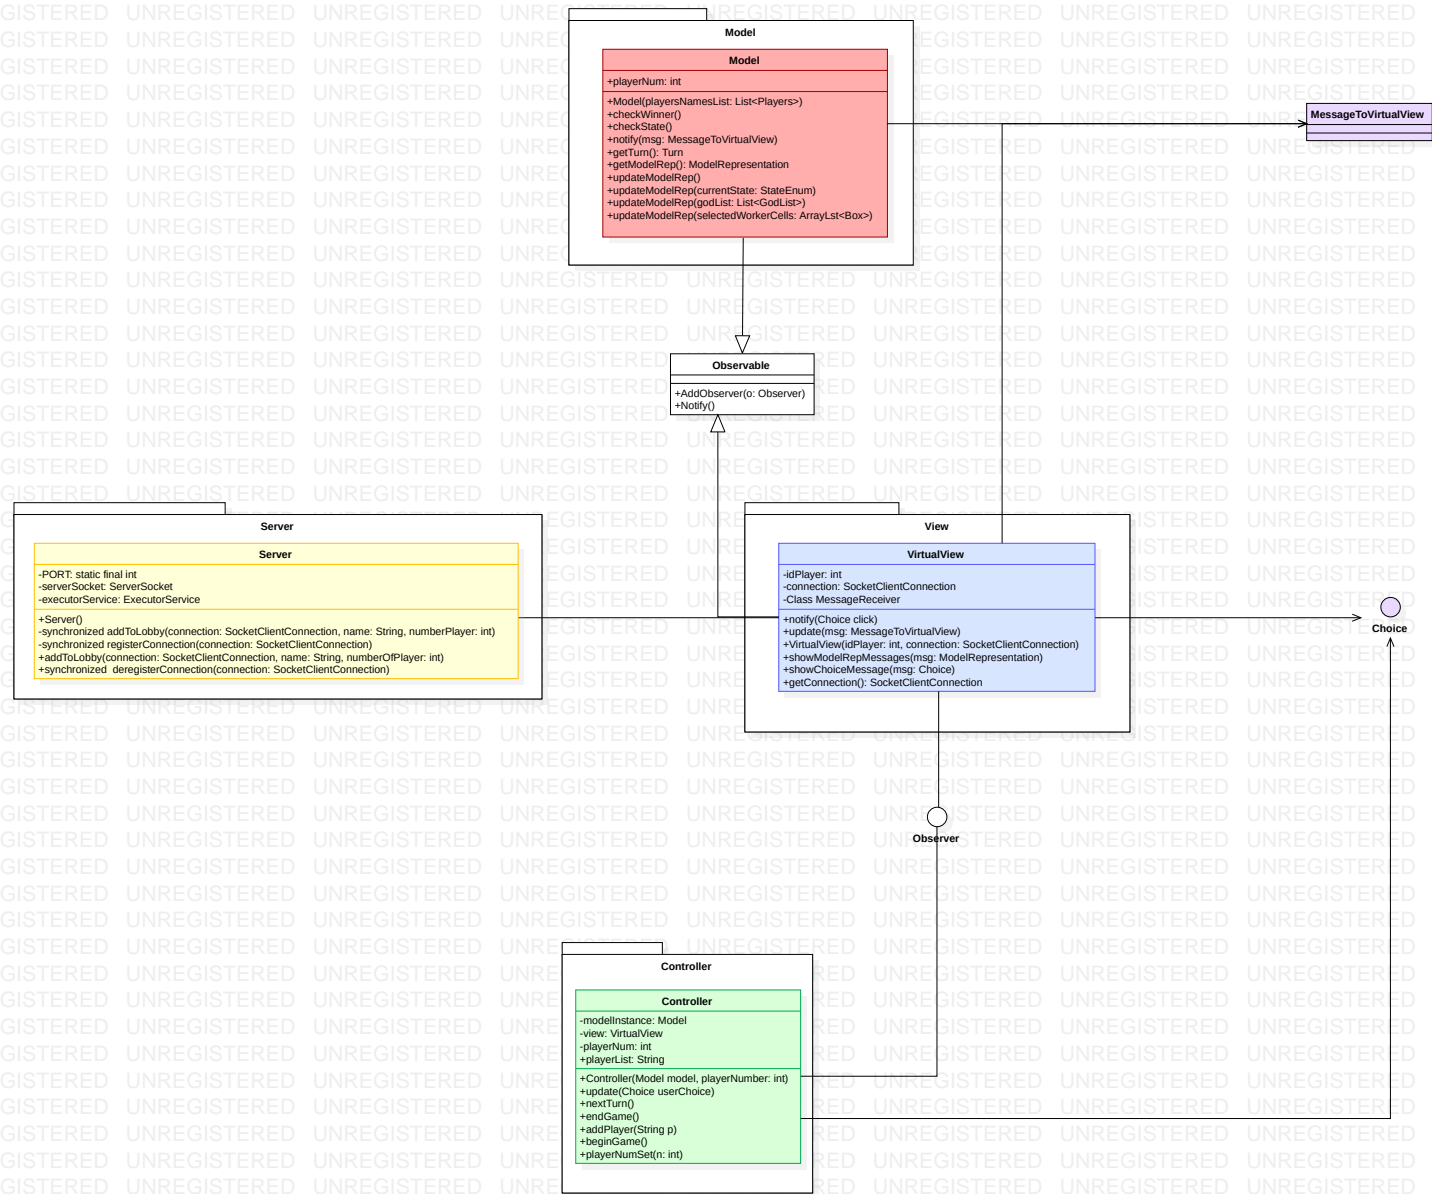 Model
Model
+playerNum: int
+Model(playersNamesList: List<Players>)
+checkWinner()
+checkState()
+notify(msg: MessageToVirtualView)
+getTurn(): Turn
+getModelRep(): ModelRepresentation
+updateModelRep()
+updateModelRep(currentState: StateEnum)
+updateModelRep(godList: List<GodList>)
+updateModelRep(selectedWorkerCells: ArrayLst<Box>)
MessageToVirtualView
Observable
+AddObserver(o: Observer)
+Notify()
Server
Server
-PORT: static final int
-serverSocket: ServerSocket
-executorService: ExecutorService
+Server()
-synchronized addToLobby(connection: SocketClientConnection, name: String, numberPlayer: int)
-synchronized registerConnection(connection: SocketClientConnection)
+addToLobby(connection: SocketClientConnection, name: String, numberOfPlayer: int)
+synchronized  deregisterConnection(connection: SocketClientConnection)
View
VirtualView
-idPlayer: int
-connection: SocketClientConnection
-Class MessageReceiver
+notify(Choice click)
+update(msg: MessageToVirtualView)
+VirtualView(idPlayer: int, connection: SocketClientConnection)
+showModelRepMessages(msg: ModelRepresentation)
+showChoiceMessage(msg: Choice)
+getConnection(): SocketClientConnection
Choice
Observer
Controller
Controller
-modelInstance: Model
-view: VirtualView
-playerNum: int
+playerList: String
+Controller(Model model, playerNumber: int)
+update(Choice userChoice)
+nextTurn()
+endGame()
+addPlayer(String p)
+beginGame()
+playerNumSet(n: int)
UNREGISTERED